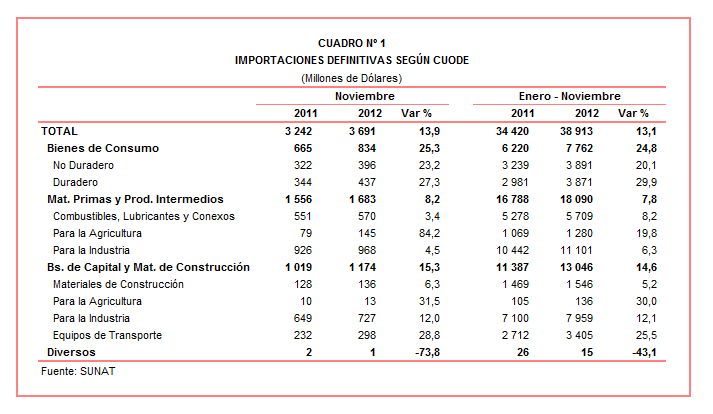 CUADRO Nº 1
IMPORTACIONES DEFINITIVAS SEGÚN CUODE
(Millones de Dólares)
Noviembre Enero - Noviembre
2011 2012 Var % 2011 2012 Var %
TOTAL 3 242 3 691 13,9 34 420 38 913 13,1
Bienes de Consumo 665 834 25,3 6 220 7 762 24,8
No Duradero 322 396 23,2 3 239 3 891 20,1
Duradero 344 437 27,3 2 981 3 871 29,9
Mat. Primas y Prod. Intermedios 1 556 1 683 8,2 16 788 18 090 7,8
Combustibles, Lubricantes y Conexos 551 570 3,4 5 278 5 709 8,2
Para la Agricultura 79 145 84,2 1 069 1 280 19,8
Para la Industria 926 968 4,5 10 442 11 101 6,3
Bs. de Capital y Mat. de Construcción 1 019 1 174 15,3 11 387 13 046 14,6
Materiales de Construcción 128 136 6,3 1 469 1 546 5,2
Para la Agricultura 10 13 31,5 105 136 30,0
Para la Industria 649 727 12,0 7 100 7 959 12,1
Equipos de Transporte 232 298 28,8 2 712 3 405 25,5
Diversos 2 1 -73,8 26 15 -43,1
Fuente: SUNAT